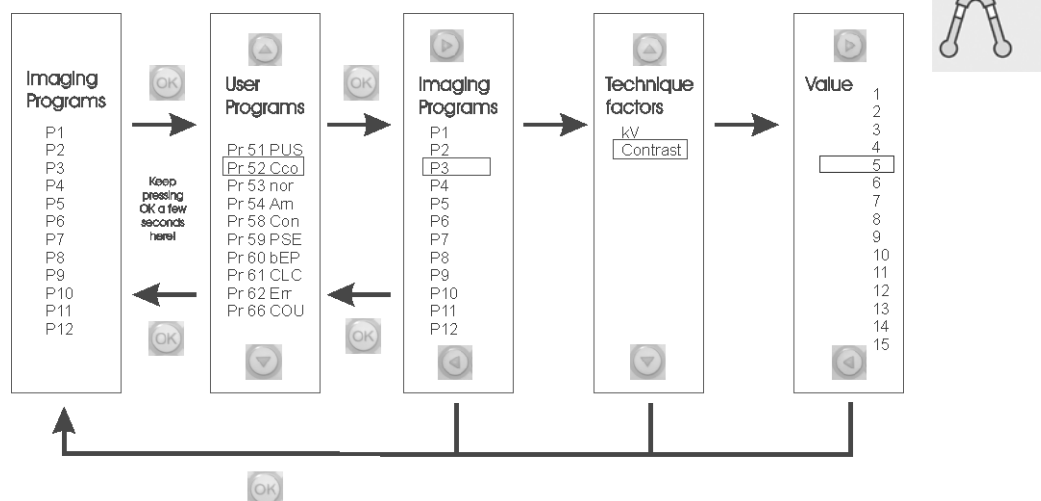 Imaging
Programs
P1
P2
P3
P4
P5
P6
P7
P8
P9
P10
P11
P12
OK
Keep
pressing
OK a few
seconds
here!
OK
User
Programs
Pr 51 PUS
Pr 52 Cco
Pr 53 nor
Pr 54 Am
Pr 58 Con
Pr 59 PSE
Pr 60 bEP
Pr 61 CLC
Pr 62 Err
Pr 66 COU
OK
OK
Imaging
Programs
P1
P2
P3
P4
P5
P6
P7
P8
P9
P10
P11
P12
Technique
factors
kV
Contrast
Value
1
2
3
4
5
6
7
8
9
10
11
12
13
14
15
OK